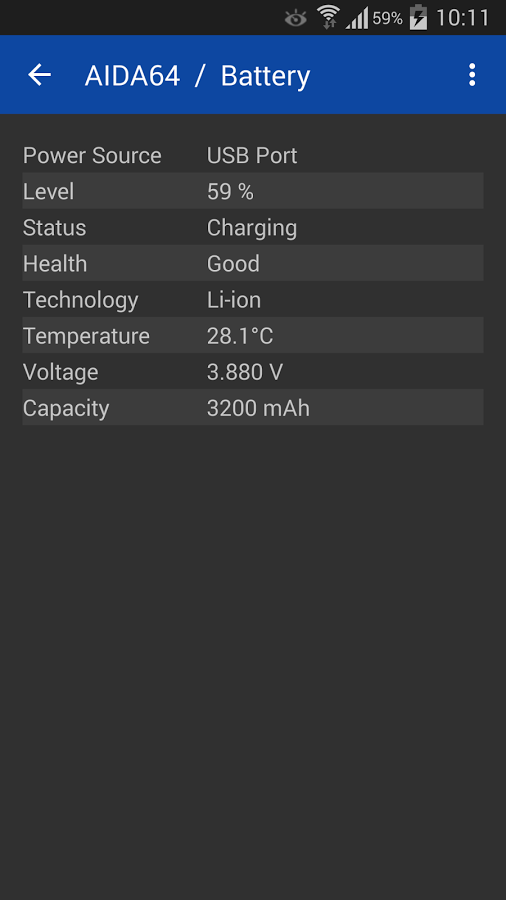 59% 10:11
AIDA64 / Battery
Power Source USB Port
Level 59 %
Status Charging
Health Good
Technology Li-ion
Temperature 28.1°C
Voltage 3.880 V
Capacity 3200 mAh